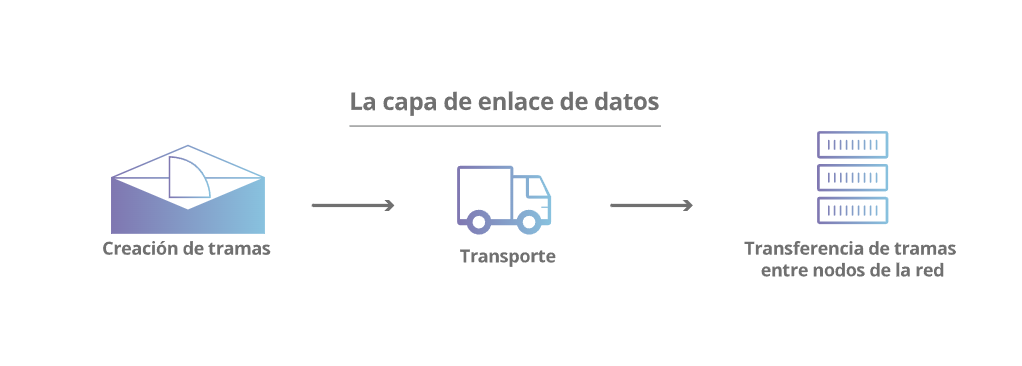 La capa de enlace de datos
Creación de tramas
Transporte
Transferencia de tramas
entre nodos de la red